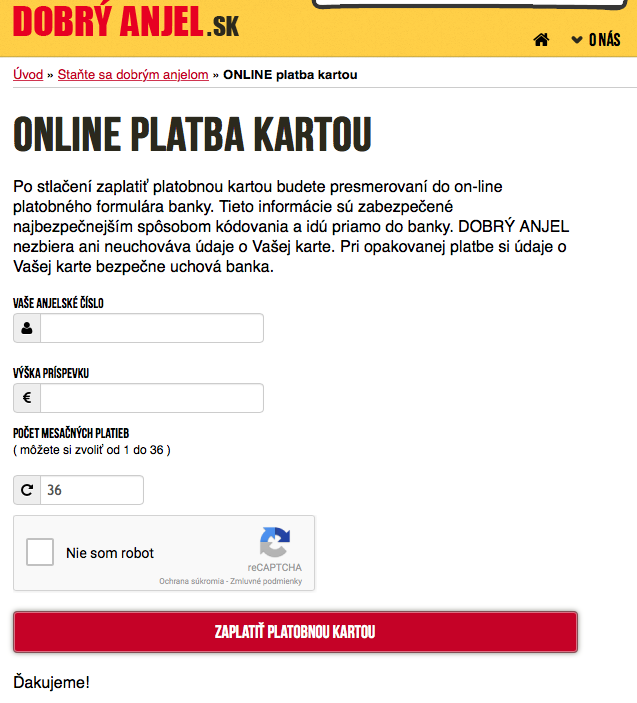 DOBRÝ ANJEL.SK
O NÁS
Úvod » Staňte sa dobrým anjelom » ONLINE platba kartou
ONLINE PLATBA KARTOU
Po stlačení zaplatiť platobnou kartou budete presmerovaní do on-line
platobného formulára banky. Tieto informácie sú zabezpečené
najbezpečnejším spôsobom kódovania a idú priamo do banky. DOBRÝ ANJEL
nezbiera ani neuchováva údaje o Vašej karte. Pri opakovanej platbe si údaje o
Vašej karte bezpečne uchová banka.
VAŠE ANJELSKÉ ČÍSLO
VÝŠKA PRÍSPEVKU
€
POČET MESAČNÝCH PLATIEB
( môžete si zvoliť od 1 do 36 )
36
Nie som robot
reCAPTCHA
Ochrana súkromia - Zmluvné podmienky
ZAPLATIŤ PLATOBNOU KARTOU
Ďakujeme!